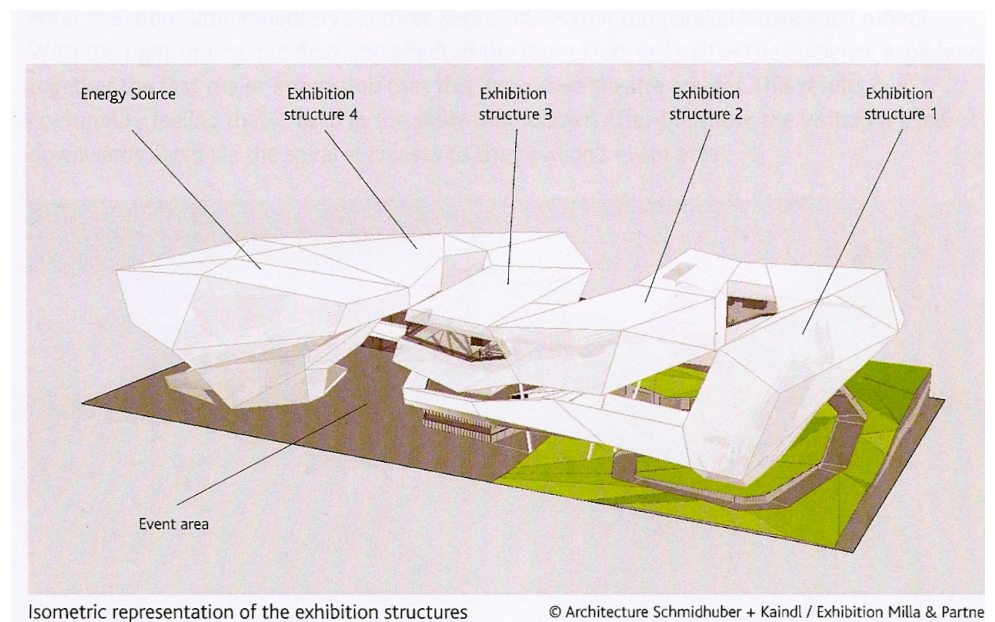 Energy Source
Exhibition
structure 4
Exhibition
structure 3
Exhibition
structure 2
Exhibition
structure 1
Event area
Isometric representation of the exhibition structures
© Architecture Schmidhuber + Kaindl / Exhibition Milla & Partne